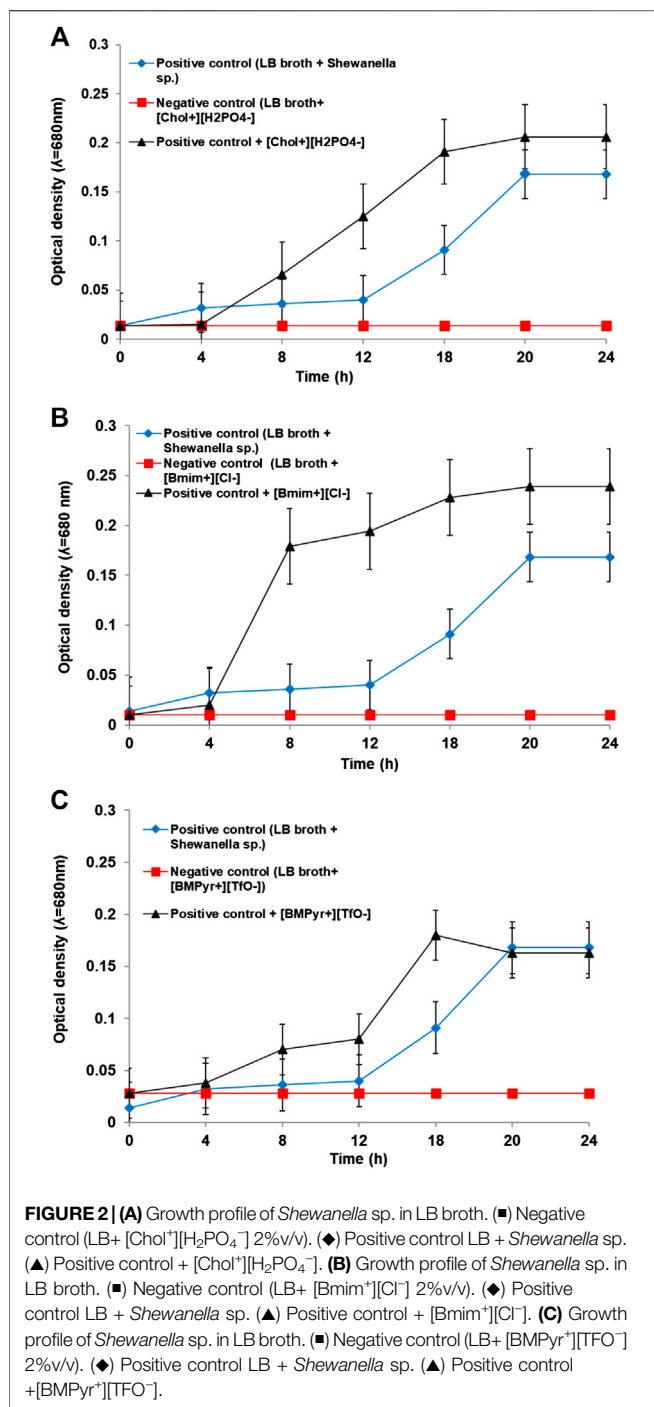 A
0.3
0.25
0.2
0.15
0.1
0.05
0
Optical density (λ=680nm)
Positive control (LB broth + Shewanella
sp.)
Negative control (LB broth+
[Chol+][H2PO4-]
Positive control + [Chol+][H2PO4-]
0 4 8 12 18 20 24
Time (h)
B
0.3
0.25
0.2
0.15
0.1
0.05
0
Optical density (λ=680 nm)
Positive control (LB broth +
Shewanella sp.)
Negative control (LB broth +
[Bmim+][Cl-]
Positive control + [Bmim+][Cl-]
0 4 8 12 18 20 24
Time (h)
C
0.3
0.25
0.2
0.15
0.1
0.05
0
Optical density (λ=680nm)
Positive control (LB broth +
Shewanella sp.)
Negative control (LB broth+
[BMPyr+][TfO-])
Positive control + [BMPyr+][TfO-]
0 4 8 12 18 20 24
Time (h)
FIGURE 2 | (A) Growth profile of Shewanella sp. in LB broth. (■) Negative
control (LB+ [Chol⁺][H₂PO₄⁻] 2%v/v). (◆) Positive control LB + Shewanella sp.
(▲) Positive control + [Chol⁺][H₂PO₄⁻]. (B) Growth profile of Shewanella sp. in
LB broth. (■) Negative control (LB+ [Bmim⁺][Cl⁻] 2%v/v). (◆) Positive
control LB + Shewanella sp. (▲) Positive control + [Bmim⁺][Cl⁻]. (C) Growth
profile of Shewanella sp. in LB broth. (■) Negative control (LB+ [BMPyr⁺][TFO⁻]
2%v/v). (◆) Positive control LB + Shewanella sp. (▲) Positive control
+[BMPyr⁺][TFO⁻].